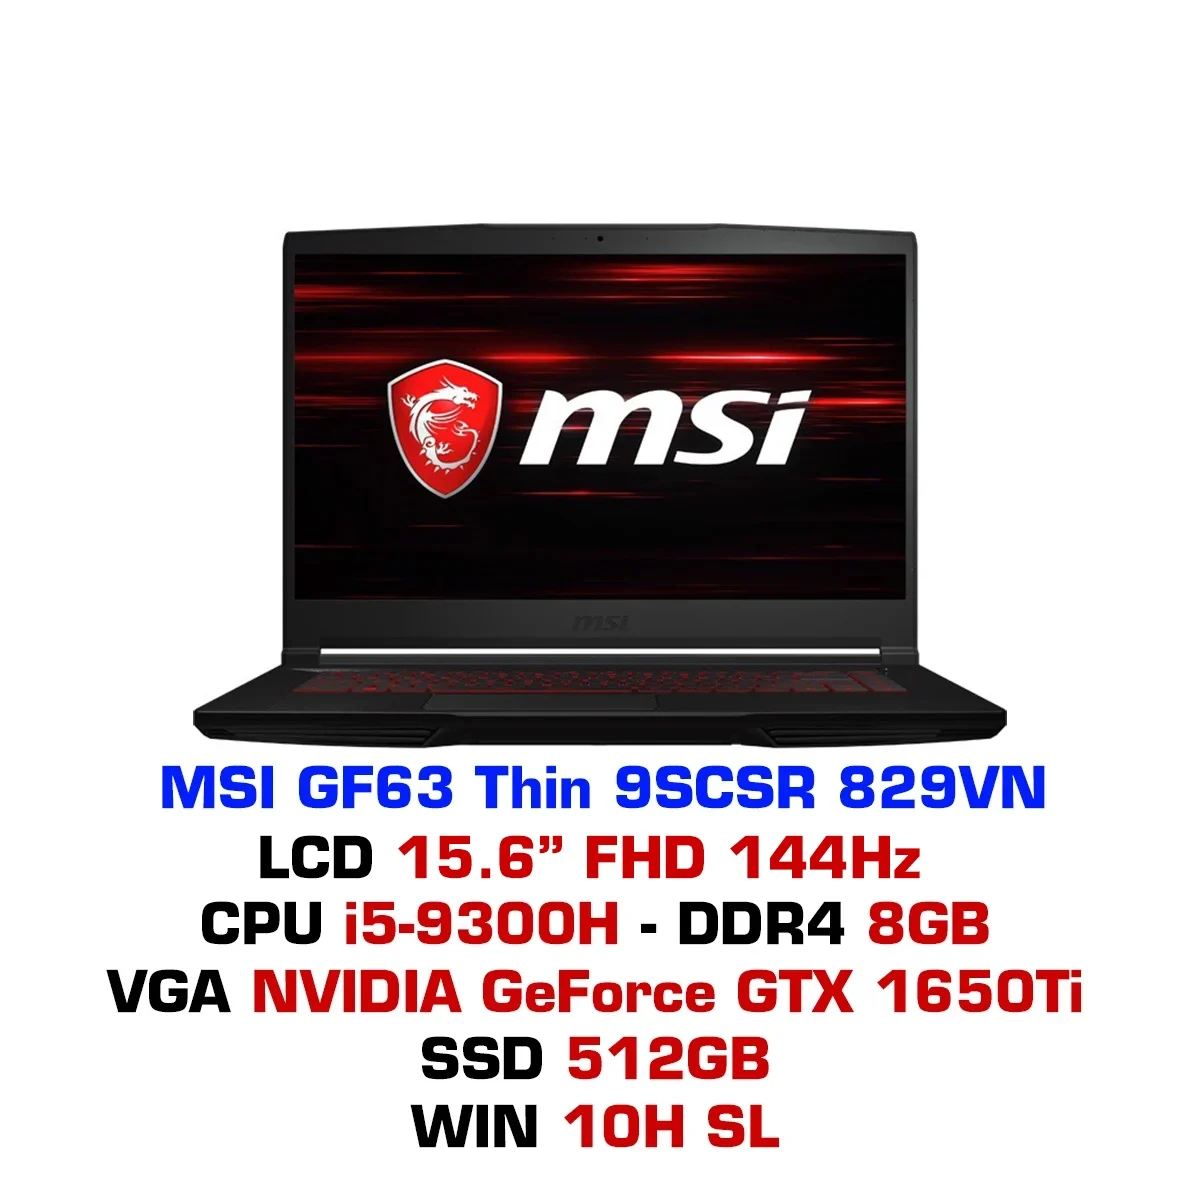 msi
msi
MSI GF63 Thin 9SCSR 829VN
LCD 15.6” FHD 144Hz
CPU i5-9300H - DDR4 8GB
VGA NVIDIA GeForce GTX 1650Ti
SSD 512GB
WIN 10H SL